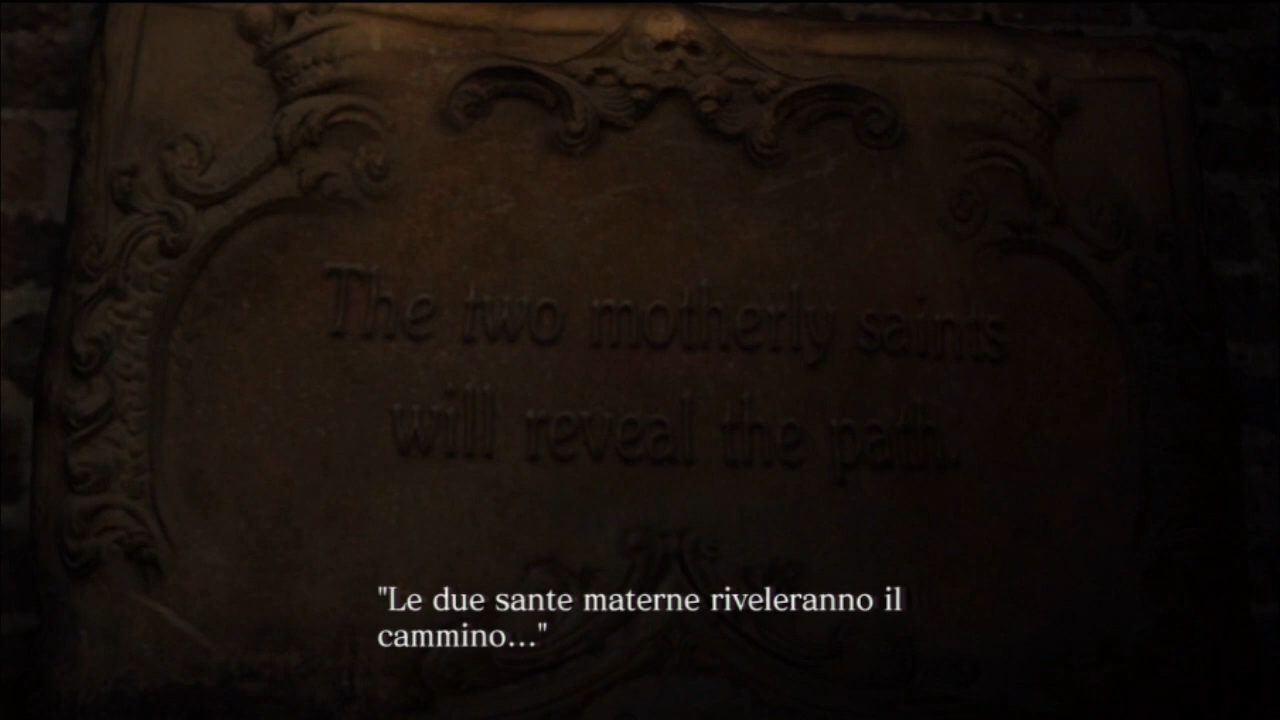 The two motherly saints
will reveal the path.
"Le due sante materne riveleranno il
cammino..."